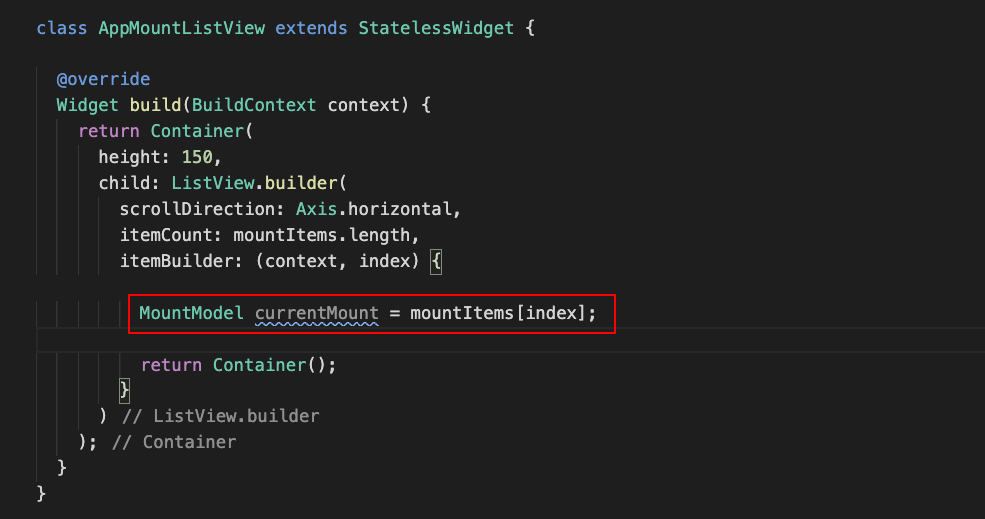 class AppMountListView extends StatelessWidget {
@override
Widget build(BuildContext context) {
return Container(
height: 150,
child: ListView.builder(
scrollDirection: Axis.horizontal,
itemCount: mountItems.length,
itemBuilder: (context, index) {
MountModel currentMount = mountItems[index];
return Container();
}
) // ListView.builder
); // Container
}
}